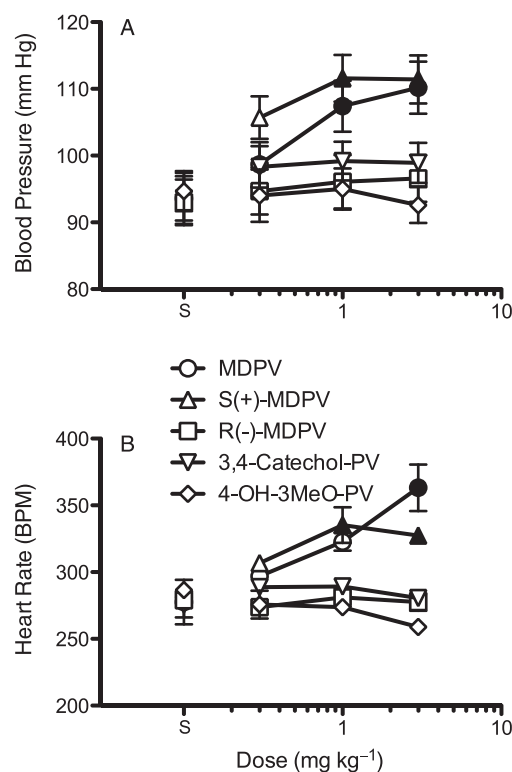 A
120
110
100
90
80
Blood Pressure (mm Hg)
S
1
10
MDPV
S(+)-MDPV
R(-)-MDPV
3,4-Catechol-PV
4-OH-3MeO-PV
B
400
350
300
250
200
Heart Rate (BPM)
S
1
10
Dose (mg kg⁻¹)